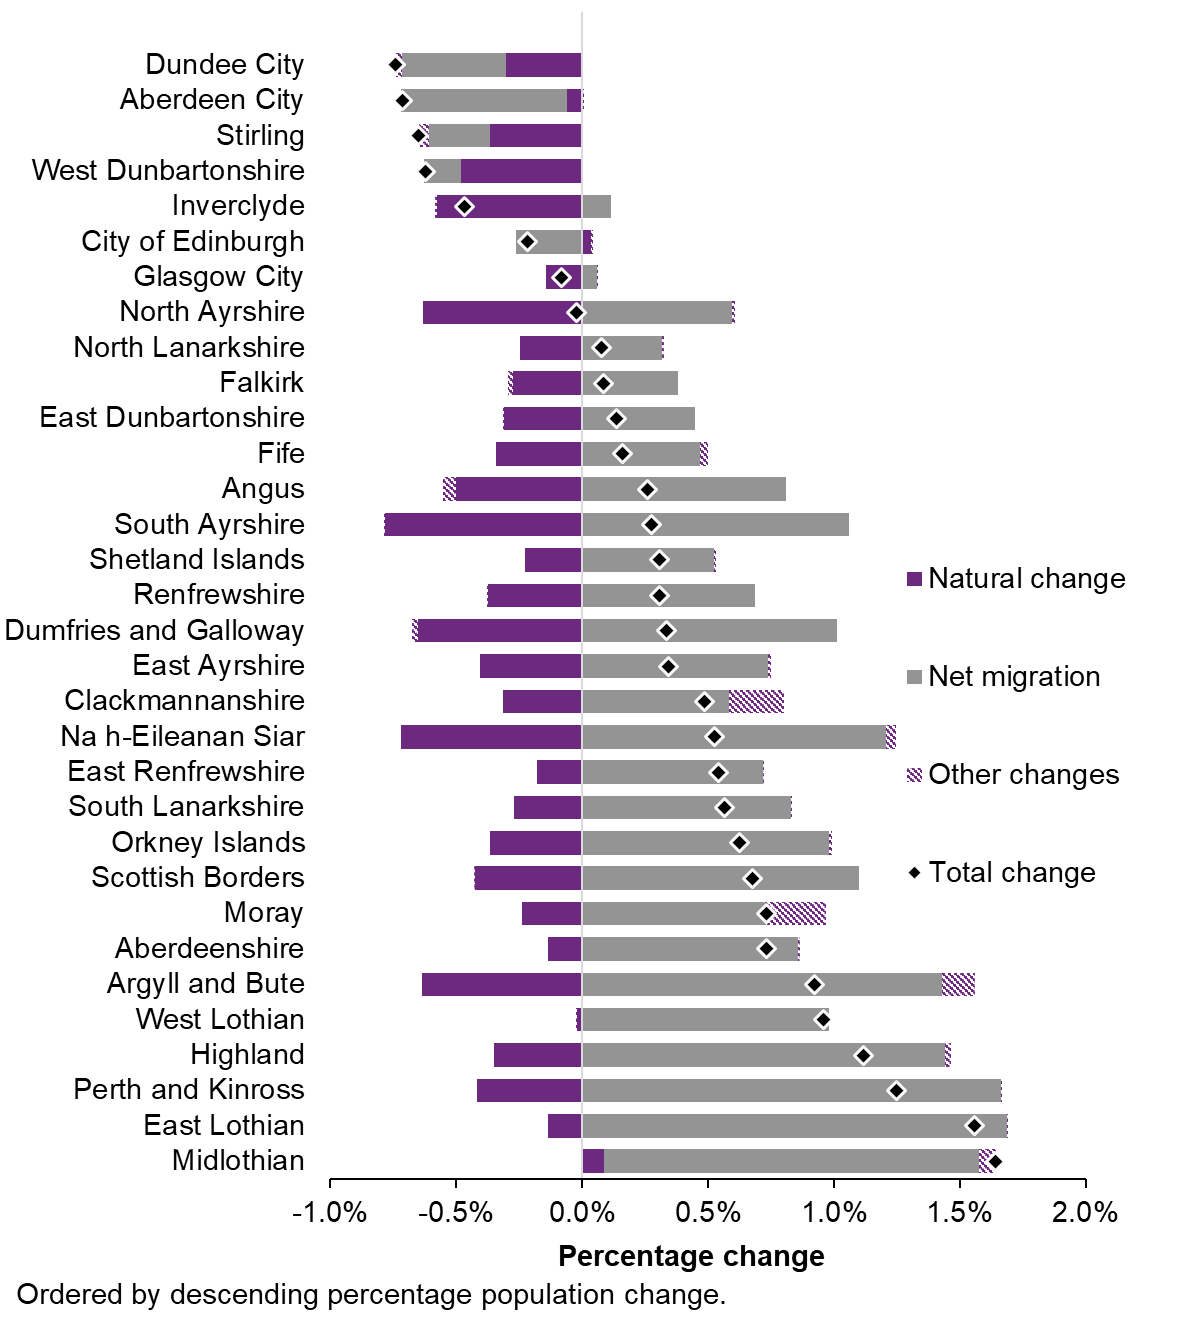 Dundee City
Aberdeen City
Stirling
West Dunbartonshire
Inverclyde
City of Edinburgh
Glasgow City
North Ayrshire
North Lanarkshire
Falkirk
East Dunbartonshire
Fife
Angus
South Ayrshire
Shetland Islands
Renfrewshire
Dumfries and Galloway
East Ayrshire
Clackmannanshire
Na h-Eileanan Siar
East Renfrewshire
South Lanarkshire
Orkney Islands
Scottish Borders
Moray
Aberdeenshire
Argyll and Bute
West Lothian
Highland
Perth and Kinross
East Lothian
Midlothian
Natural change
Net migration
Other changes
Total change
-1.0% -0.5% 0.0% 0.5% 1.0% 1.5% 2.0%
Percentage change
Ordered by descending percentage population change.